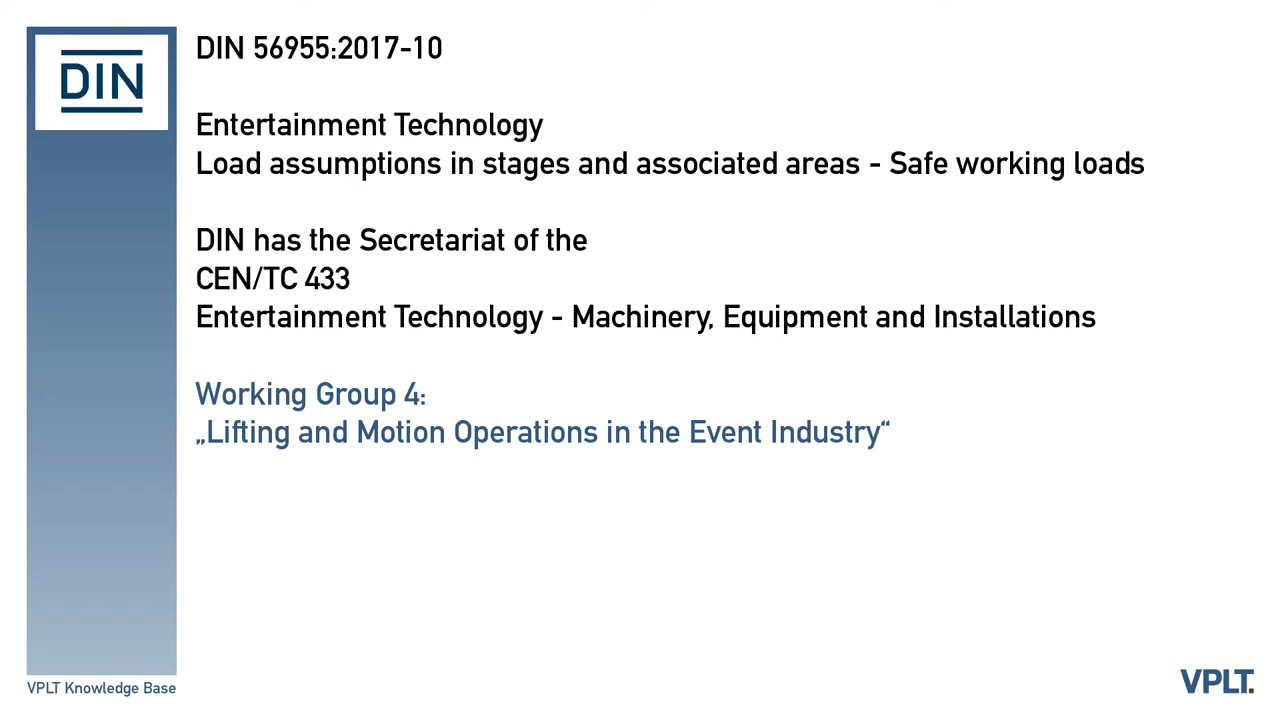 DIN
DIN 56955:2017-10
Entertainment Technology
Load assumptions in stages and associated areas - Safe working loads
DIN has the Secretariat of the
CEN/TC 433
Entertainment Technology - Machinery, Equipment and Installations
Working Group 4:
„Lifting and Motion Operations in the Event Industry“
VPLT Knowledge Base
VPLT.